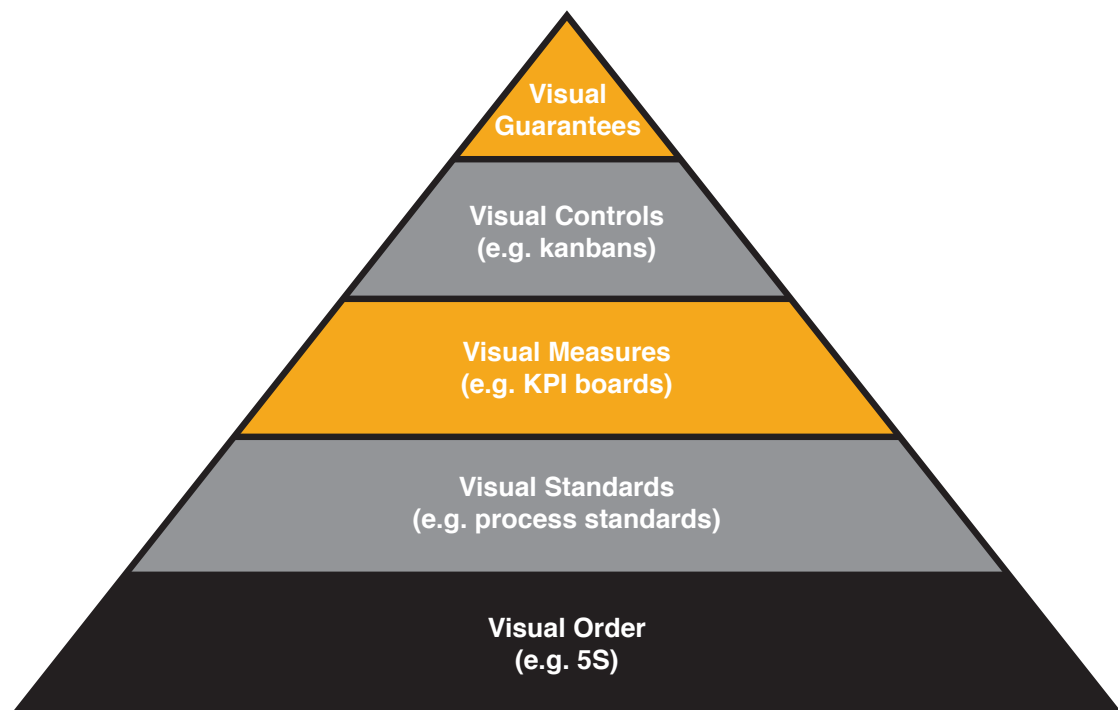 Visual
Guarantees
Visual Controls
(e.g. kanbans)
Visual Measures
(e.g. KPI boards)
Visual Standards
(e.g. process standards)
Visual Order
(e.g. 5S)